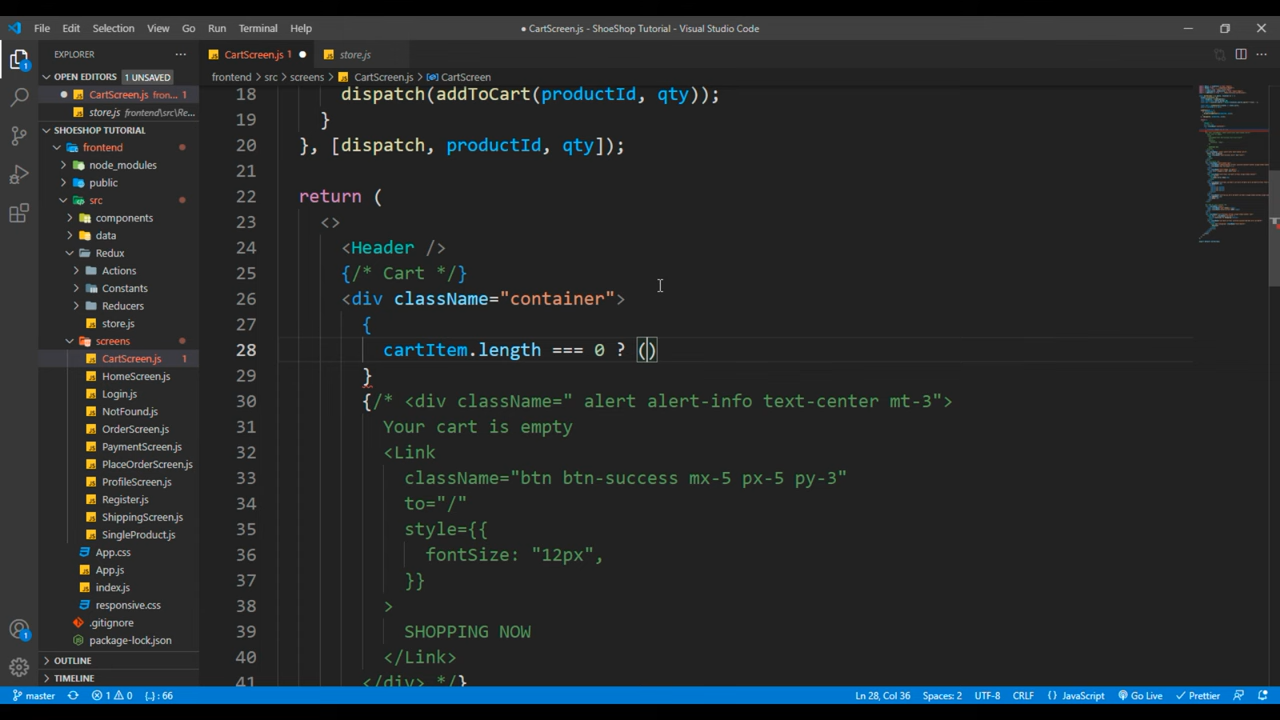 File Edit Selection View Go Run Terminal Help
● CartScreen.js - ShoeShop Tutorial - Visual Studio Code
EXPLORER
CartScreen.js 1
store.js
OPEN EDITORS 1 UNSAVED
CartScreen.js fron... 1
store.js frontend\src\Re...
SHOESHOP TUTORIAL
frontend
node_modules
public
src
components
data
Redux
Actions
Constants
Reducers
store.js
screens
CartScreen.js 1
HomeScreen.js
Login.js
NotFound.js
OrderScreen.js
PaymentScreen.js
PlaceOrderScreen.js
ProfileScreen.js
Register.js
ShippingScreen.js
SingleProduct.js
App.css
App.js
index.js
responsive.css
.gitignore
package-lock.json
OUTLINE
TIMELINE
frontend > src > screens > CartScreen.js > CartScreen
18 dispatch(addToCart(productId, qty));
19 }
20 }, [dispatch, productId, qty]);
21
22 return (
23 <>
24 <Header />
25 {/* Cart */}
26 <div className="container">
27 {
28 cartItem.length === 0 ? ()
29 }
30 {/* <div className=" alert alert-info text-center mt-3">
31 Your cart is empty
32 <Link
33 className="btn btn-success mx-5 px-5 py-3"
34 to="/"
35 style={{
36 fontSize: "12px",
37 }}
38 >
39 SHOPPING NOW
40 </Link>
41 </div> */}
master 1 0 {..} : 66
Ln 28, Col 36 Spaces: 2 UTF-8 CRLF JavaScript Go Live Prettier
1
1